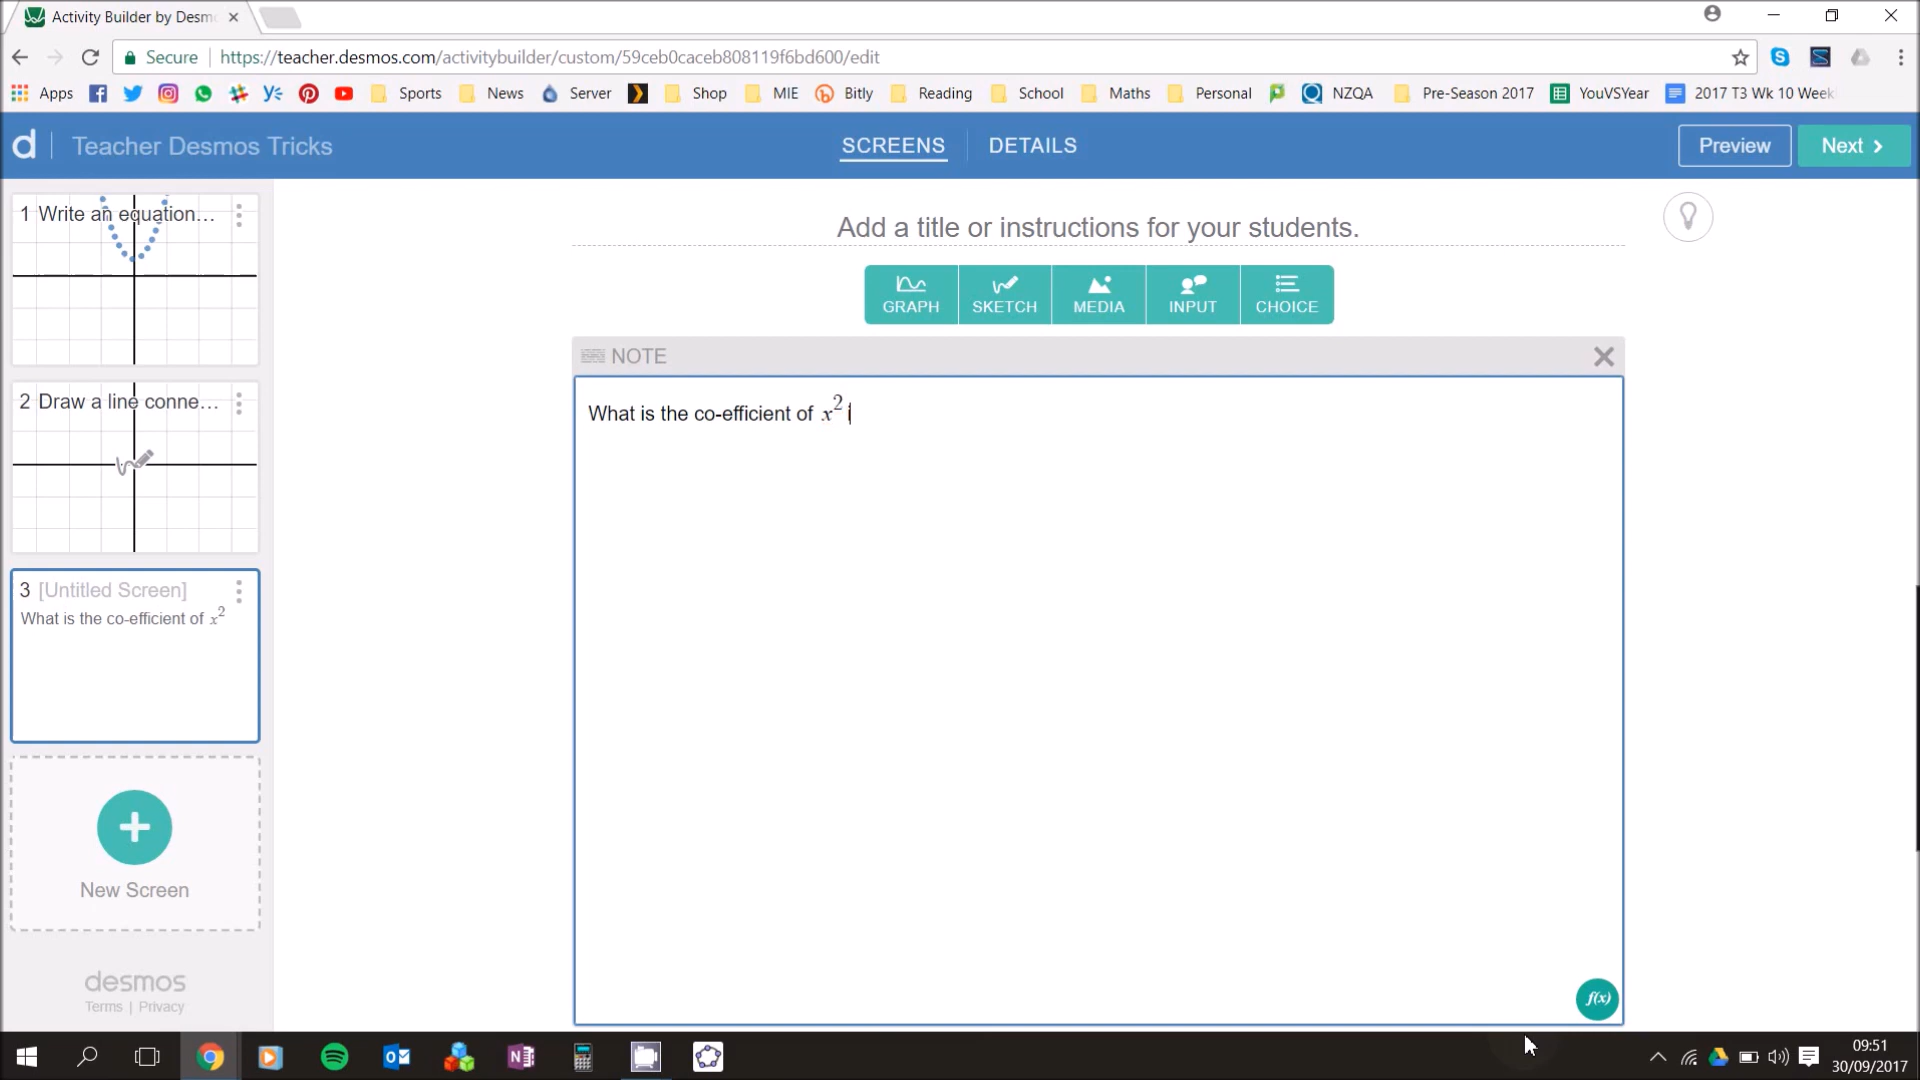 Activity Builder by Desm
Secure https://teacher.desmos.com/activitybuilder/custom/59ceb0caceb808119f6bd600/edit
Apps Sports News Server Shop MIE Bitly Reading School Maths Personal NZQA Pre-Season 2017 YouVSYear 2017 T3 Wk 10 Week
d Teacher Desmos Tricks SCREENS DETAILS Preview Next
1 Write an equation…
Add a title or instructions for your students.
GRAPH SKETCH MEDIA INPUT CHOICE
NOTE
What is the co-efficient of x² i
2 Draw a line conne…
3 [Untitled Screen]
What is the co-efficient of x²
New Screen
desmos
Terms | Privacy
f(x)
09:51
30/09/2017